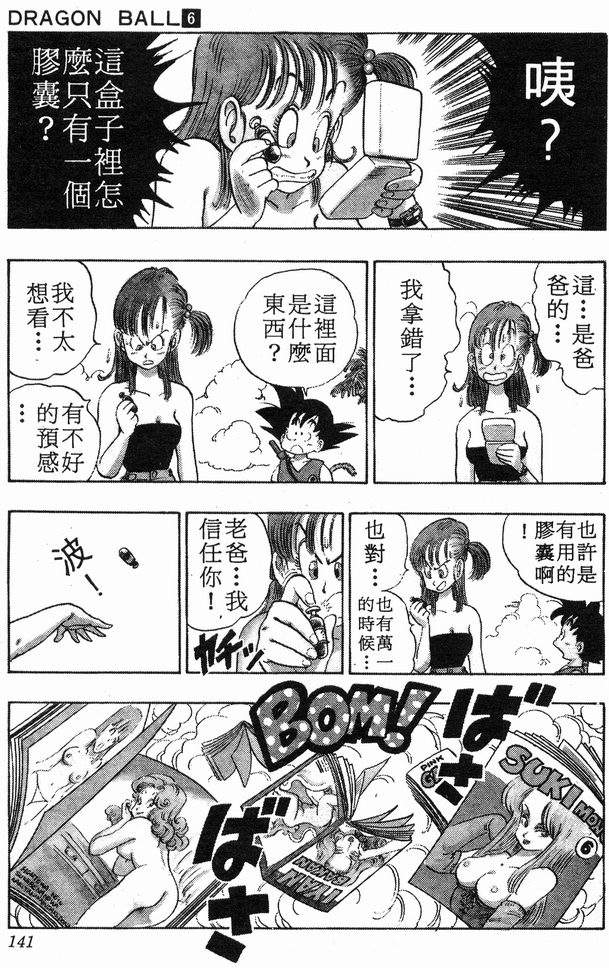 DRAGON BALL 6
咦？
這盒子裡怎
麼只有一個
膠囊？
這…是爸
爸的…
我拿錯了…
這裡面
是什麼
東西？
我不太
想看…
有不好
的預感
…
也許是
有用的
膠囊啊
！
也對…
也有萬一
的時候…
老爸…我
信任你！
カチッ
波！
BOM!
ばさ
ばさ
PINK
SUKI
MON
6
141